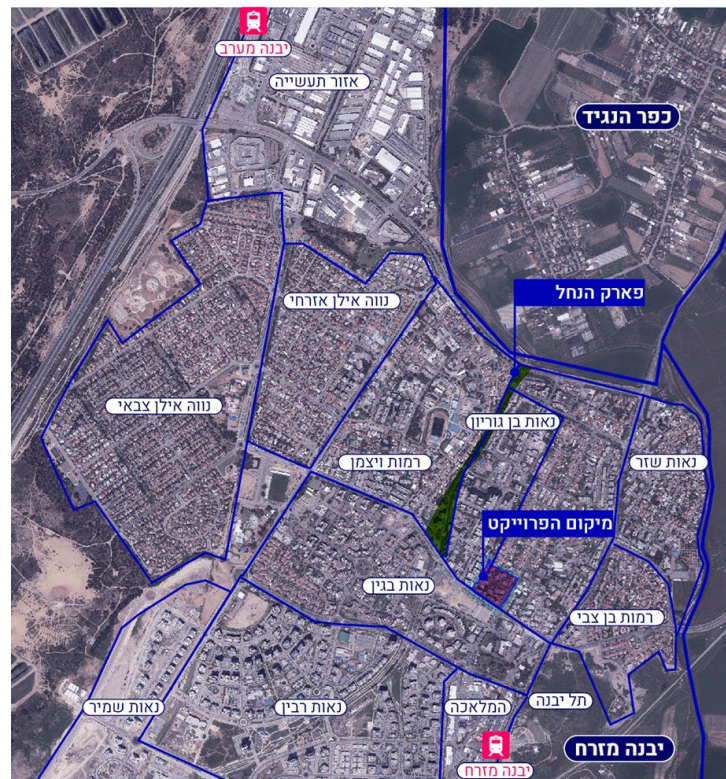 יבנה מערב
אזור תעשייה
כפר הנגיד
פארק הנחל
נווה אילן אזרחי
נווה אילן צבאי
נאות בן גוריון
רמות ויצמן
נאות שזר
מיקום הפרוייקט
נאות בגין
רמות בן צבי
נאות שמיר
נאות רבין
המלאכה
תל יבנה
יבנה מזרח
יבנה מזרח